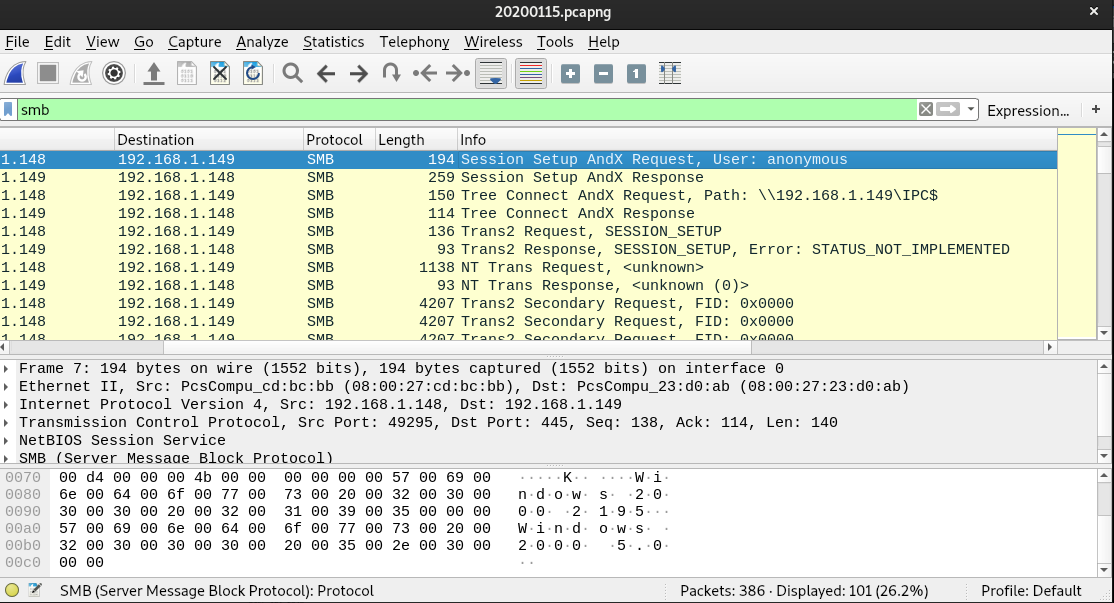 20200115.pcapng ×
File Edit View Go Capture Analyze Statistics Telephony Wireless Tools Help
smb Expression... +
Destination Protocol Length Info
1.148 192.168.1.149 SMB 194 Session Setup AndX Request, User: anonymous
1.149 192.168.1.148 SMB 259 Session Setup AndX Response
1.148 192.168.1.149 SMB 150 Tree Connect AndX Request, Path: \\192.168.1.149\IPC$
1.149 192.168.1.148 SMB 114 Tree Connect AndX Response
1.148 192.168.1.149 SMB 136 Trans2 Request, SESSION_SETUP
1.149 192.168.1.148 SMB 93 Trans2 Response, SESSION_SETUP, Error: STATUS_NOT_IMPLEMENTED
1.148 192.168.1.149 SMB 1138 NT Trans Request, <unknown>
1.149 192.168.1.148 SMB 93 NT Trans Response, <unknown (0)>
1.148 192.168.1.149 SMB 4207 Trans2 Secondary Request, FID: 0x0000
1.148 192.168.1.149 SMB 4207 Trans2 Secondary Request, FID: 0x0000
1.148 192.168.1.149 SMB 4207 Trans2 Secondary Request, FID: 0x0000
Frame 7: 194 bytes on wire (1552 bits), 194 bytes captured (1552 bits) on interface 0
Ethernet II, Src: PcsCompu_cd:bc:bb (08:00:27:cd:bc:bb), Dst: PcsCompu_23:d0:ab (08:00:27:23:d0:ab)
Internet Protocol Version 4, Src: 192.168.1.148, Dst: 192.168.1.149
Transmission Control Protocol, Src Port: 49295, Dst Port: 445, Seq: 138, Ack: 114, Len: 140
NetBIOS Session Service
SMB (Server Message Block Protocol)
0070 00 d4 00 00 00 4b 00 00 00 00 00 00 57 00 69 00 ·····K·· ····W·i·
0080 6e 00 64 00 6f 00 77 00 73 00 20 00 32 00 30 00 n·d·o·w· s· ·2·0·
0090 30 00 30 00 20 00 32 00 31 00 39 00 35 00 00 00 0·0· ·2· 1·9·5···
00a0 57 00 69 00 6e 00 64 00 6f 00 77 00 73 00 20 00 W·i·n·d· o·w·s· ·
00b0 32 00 30 00 30 00 30 00 20 00 35 00 2e 00 30 00 2·0·0·0· ·5·.·0·
00c0 00 00 ··
SMB (Server Message Block Protocol): Protocol Packets: 386 · Displayed: 101 (26.2%) Profile: Default